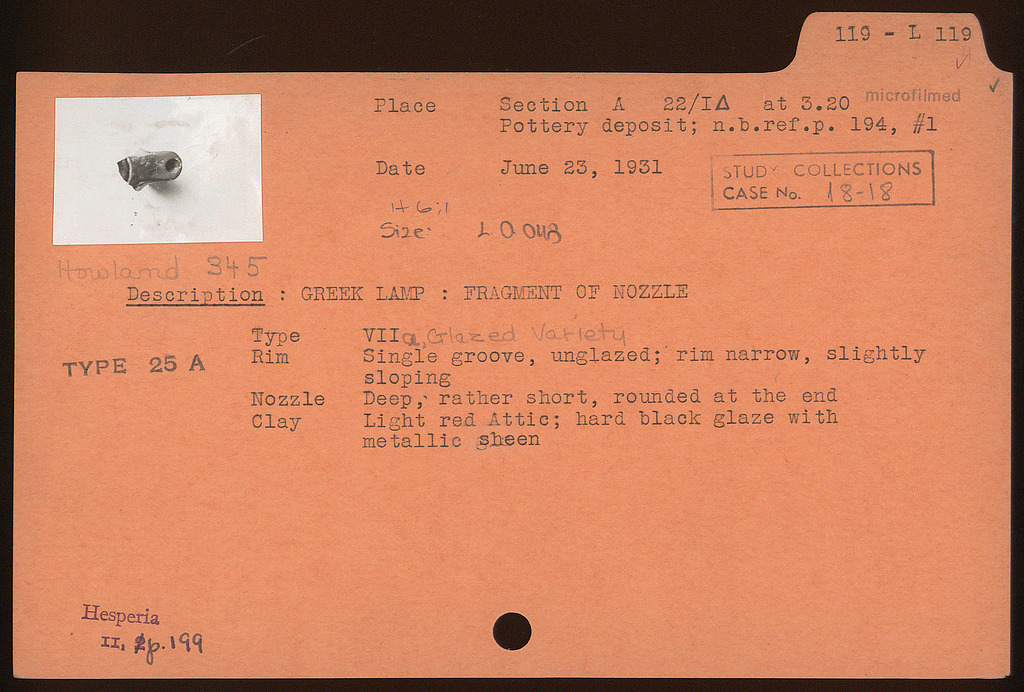 119 - L 119
microfilmed
Place Section A 22/ΙΔ at 3.20
Pottery deposit; n.b.ref.p. 194, #1
Date June 23, 1931
STUDY COLLECTIONS
CASE No. 18-18
H 6:1
Size: L 0.048
Howland 345
Description : GREEK LAMP : FRAGMENT OF NOZZLE
Type VIIa, Glazed Variety
TYPE 25 A
Rim Single groove, unglazed; rim narrow, slightly
sloping
Nozzle Deep, rather short, rounded at the end
Clay Light red Attic; hard black glaze with
metallic sheen
Hesperia
II, p. 199